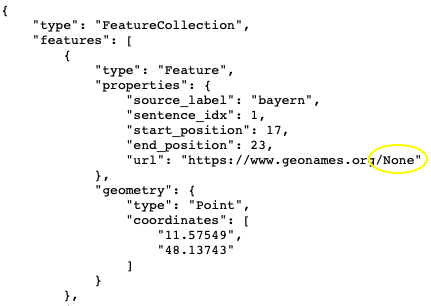 {
"type": "FeatureCollection",
"features": [
{
"type": "Feature",
"properties": {
"source_label": "bayern",
"sentence_idx": 1,
"start_position": 17,
"end_position": 23,
"url": "https://www.geonames.org/None"
},
"geometry": {
"type": "Point",
"coordinates": [
"11.57549",
"48.13743"
]
}
},